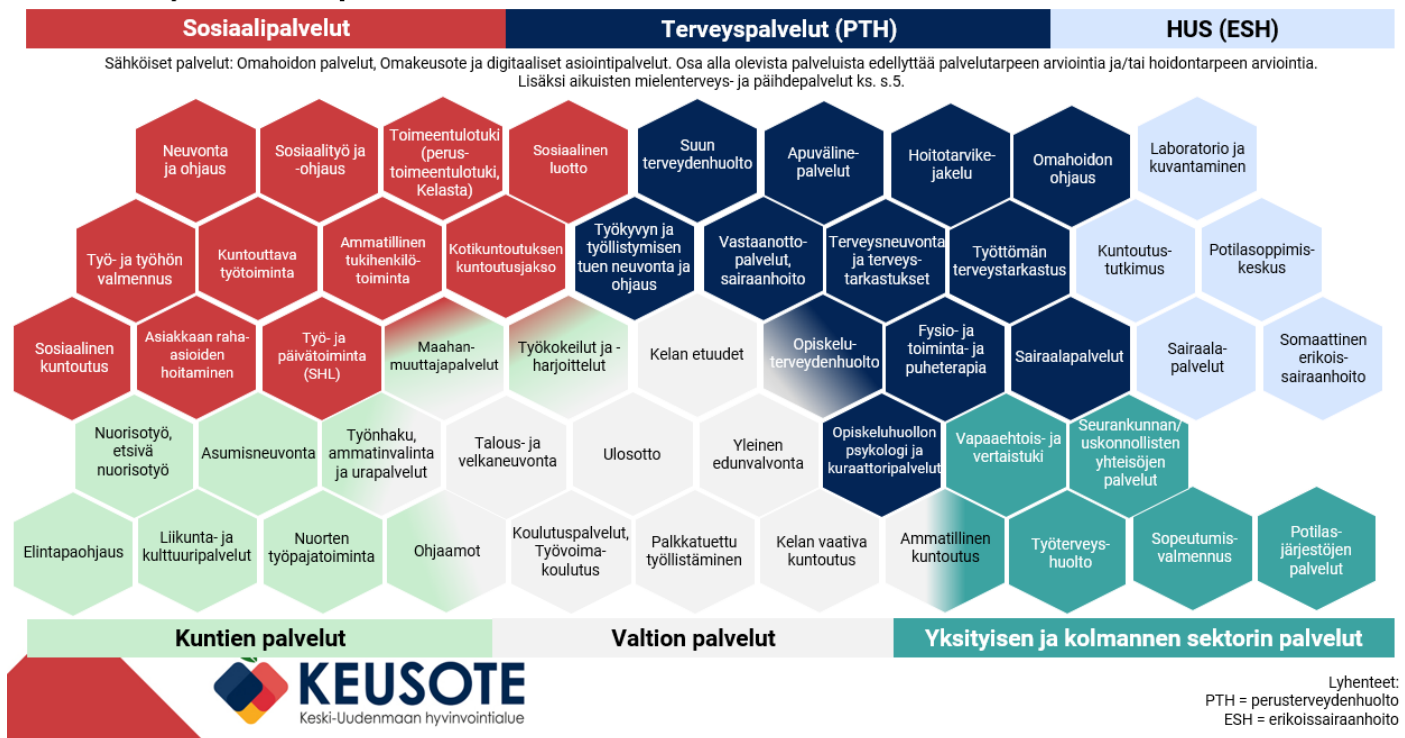 Sosiaalipalvelut
Terveyspalvelut (PTH)
HUS (ESH)
Sähköiset palvelut: Omahoidon palvelut, Omakeusote ja digitaaliset asiointipalvelut. Osa alla olevista palveluista edellyttää palvelutarpeen arviointia ja/tai hoidontarpeen arviointia.
Lisäksi aikuisten mielenterveys- ja päihdepalvelut ks. s.5.
Neuvonta
ja ohjaus
Sosiaalityö ja
-ohjaus
Toimeentulotuki
(perus-
toimeentulotuki,
Kelasta)
Sosiaalinen
luotto
Suun
terveydenhuolto
Apuväline-
palvelut
Hoitotarvike-
jakelu
Omahoidon
ohjaus
Laboratorio ja
kuvantaminen
Työ- ja työhön
valmennus
Kuntouttava
työtoiminta
Ammatillinen
tukihenkilö-
toiminta
Kotikuntoutuksen
kuntoutusjakso
Työkyvyn ja
työllistymisen
tuen neuvonta ja
ohjaus
Vastaanotto-
palvelut,
sairaanhoito
Terveysneuvonta
ja terveys-
tarkastukset
Työttömän
terveystarkastus
Kuntoutus-
tutkimus
Potilasoppimis-
keskus
Sosiaalinen
kuntoutus
Asiakkaan raha-
asioiden
hoitaminen
Työ- ja
päivätoiminta
(SHL)
Maahan-
muuttajapalvelut
Työkokeilut ja -
harjoittelut
Kelan etuudet
Opiskelu-
terveydenhuolto
Fysio- ja
toiminta- ja
puheterapia
Sairaalapalvelut
Sairaala-
palvelut
Somaattinen
erikois-
sairaanhoito
Nuorisotyö,
etsivä
nuorisotyö
Asumisneuvonta
Työnhaku,
ammatinvalinta
ja urapalvelut
Talous- ja
velkaneuvonta
Ulosotto
Yleinen
edunvalvonta
Opiskeluhuollon
psykologi ja
kuraattoripalvelut
Vapaaehtois- ja
vertaistuki
Seurankunnan/
uskonnollisten
yhteisöjen
palvelut
Elintapaohjaus
Liikunta- ja
kulttuuripalvelut
Nuorten
työpajatoiminta
Ohjaamot
Koulutuspalvelut,
Työvoima-
koulutus
Palkkatuettu
työllistäminen
Kelan vaativa
kuntoutus
Ammatillinen
kuntoutus
Työterveys-
huolto
Sopeutumis-
valmennus
Potilas-
järjestöjen
palvelut
Kuntien palvelut
Valtion palvelut
Yksityisen ja kolmannen sektorin palvelut
KEUSOTE
Keski-Uudenmaan hyvinvointialue
Lyhenteet:
PTH = perusterveydenhuolto
ESH = erikoissairaanhoito